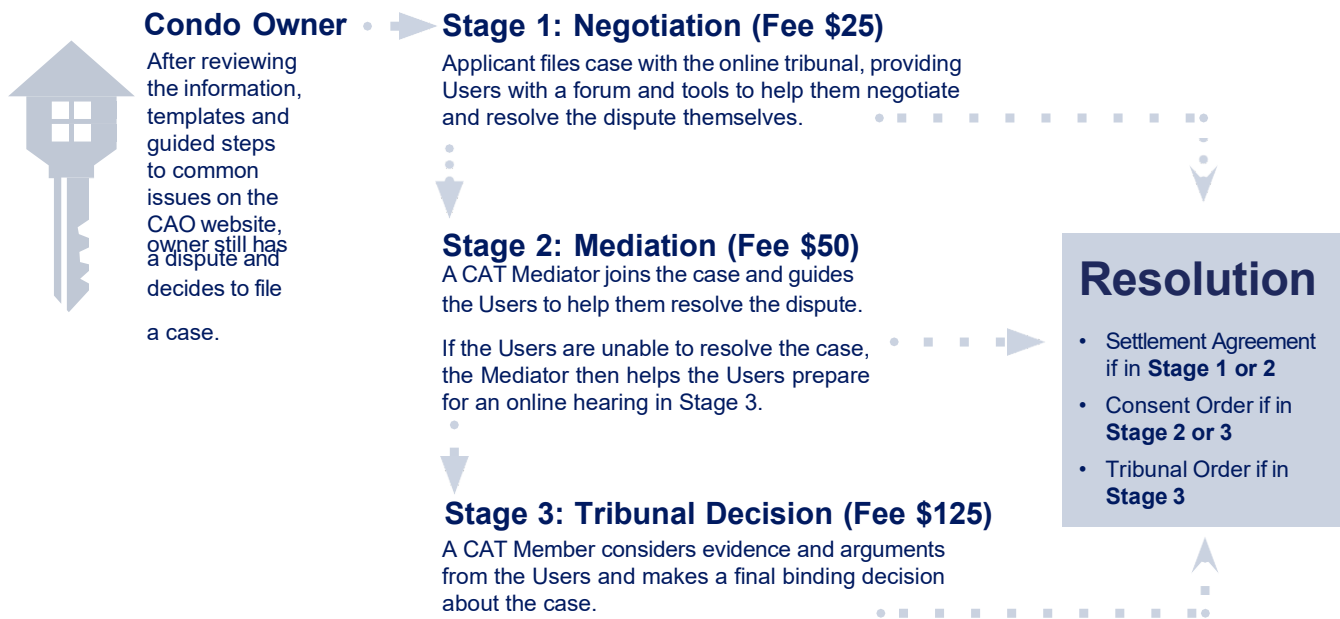 Condo Owner
After reviewing
the information,
templates and
guided steps
to common
issues on the
CAO website,
owner still has
a dispute and
decides to file
a case.
Stage 1: Negotiation (Fee $25)
Applicant files case with the online tribunal, providing
Users with a forum and tools to help them negotiate
and resolve the dispute themselves.
Stage 2: Mediation (Fee $50)
A CAT Mediator joins the case and guides
the Users to help them resolve the dispute.
If the Users are unable to resolve the case,
the Mediator then helps the Users prepare
for an online hearing in Stage 3.
Stage 3: Tribunal Decision (Fee $125)
A CAT Member considers evidence and arguments
from the Users and makes a final binding decision
about the case.
Resolution
• Settlement Agreement
if in Stage 1 or 2
• Consent Order if in
Stage 2 or 3
• Tribunal Order if in
Stage 3